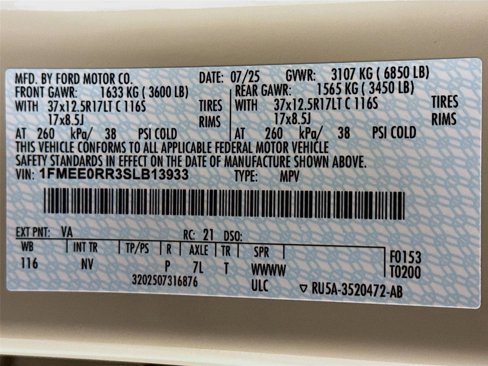 MFD. BY FORD MOTOR CO. DATE: 07/25 GVWR: 3107 KG ( 6850 LB)
FRONT GAWR: 1633 KG ( 3600 LB) REAR GAWR: 1565 KG ( 3450 LB)
WITH 37x12.5R17LT C 116S TIRES WITH 37x12.5R17LT C 116S TIRES
17x8.5J RIMS 17x8.5J RIMS
AT 260 kPa/ 38 PSI COLD AT 260 kPa/ 38 PSI COLD
THIS VEHICLE CONFORMS TO ALL APPLICABLE FEDERAL MOTOR VEHICLE
SAFETY STANDARDS IN EFFECT ON THE DATE OF MANUFACTURE SHOWN ABOVE.
VIN: 1FMEE0RR3SLB13933 TYPE: MPV
EXT PNT: VA RC: 21 DSO:
WB INT TR TP/PS R AXLE TR SPR F0153
116 NV P 7L T WWWW T0200
3202507316876 ULC ▽ RU5A-3520472-AB